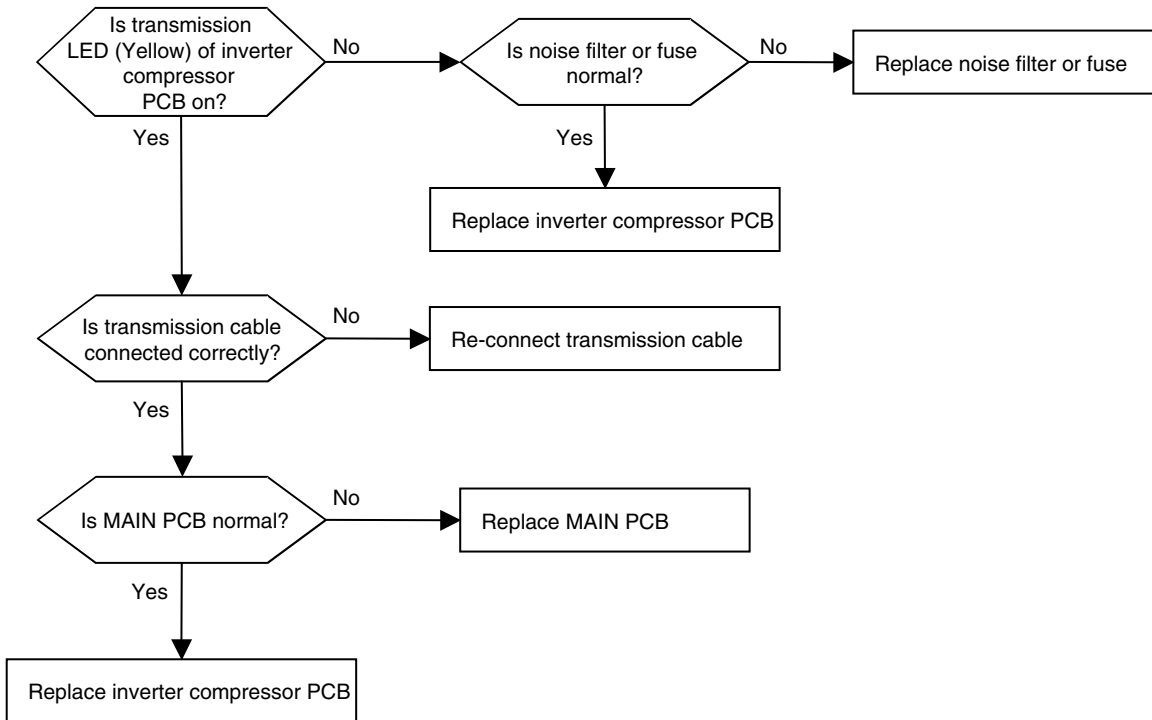 Is transmission
LED (Yellow) of inverter
compressor
PCB on?
No
Is noise filter or fuse
normal?
No
Replace noise filter or fuse
Yes
Yes
Replace inverter compressor PCB
Is transmission cable
connected correctly?
No
Re-connect transmission cable
Yes
Is MAIN PCB normal?
No
Replace MAIN PCB
Yes
Replace inverter compressor PCB